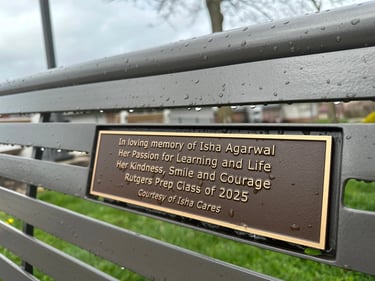 In loving memory of Isha Agarwal
Her Passion for Learning and Life
Her Kindness, Smile and Courage
Rutgers Prep Class of 2025
Courtesy of Isha Cares